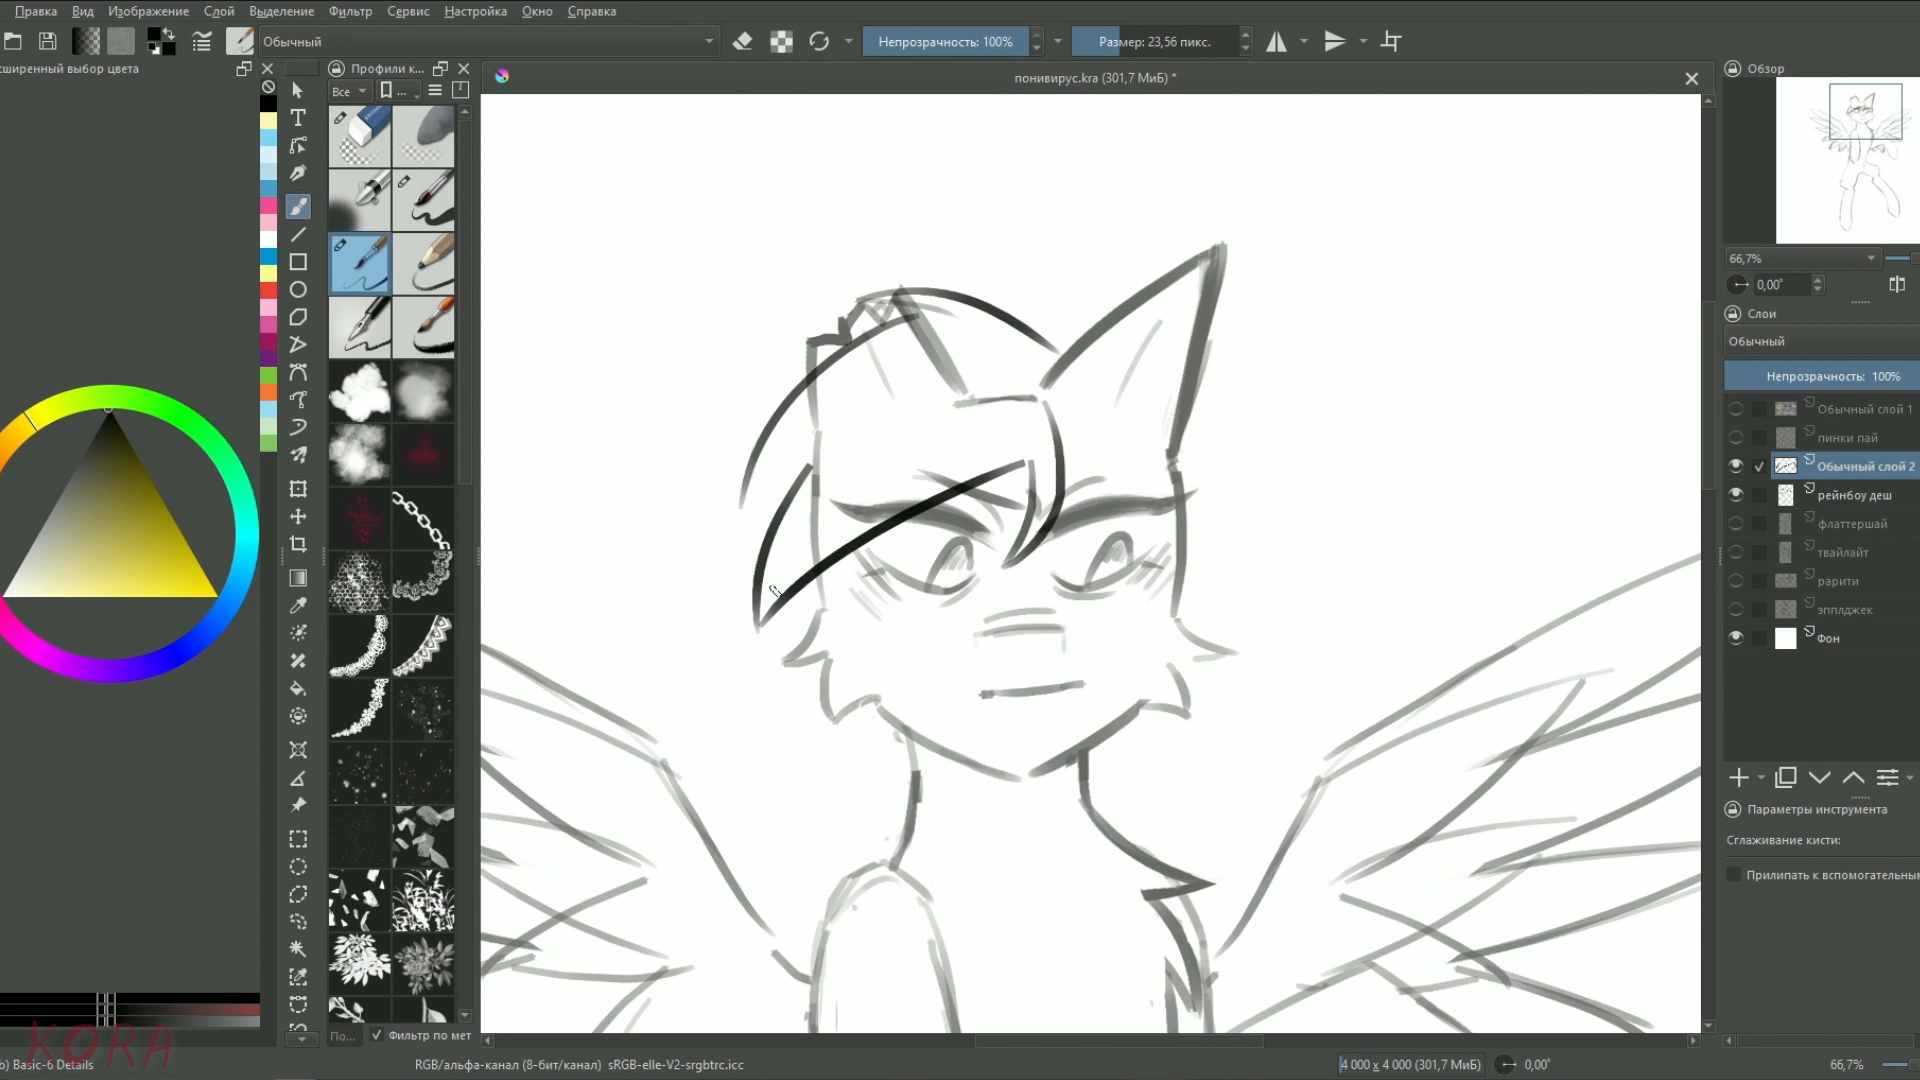 Правка Вид Изображение Слой Выделение Фильтр Сервис Настройка Окно Справка
Обычный
Непрозрачность: 100%
Размер: 23,56 пикс.
сширенный выбор цвета
Профили к...
понивирус.kra (301,7 МиБ) *
Обзор
Все
...
66,7%
0,00°
Слои
Обычный
Непрозрачность: 100%
Обычный слой 1
пинки пай
Обычный слой 2
рейнбоу деш
флаттершай
твайлайт
рарити
эпплджек
Фон
Параметры инструмента
Сглаживание кисти:
Прилипать к вспомогательным
По...
Фильтр по мет
KORA
b) Basic-6 Details
RGB/альфа-канал (8-бит/канал) sRGB-elle-V2-srgbtrc.icc
4 000 x 4 000 (301,7 МиБ)
0,00°
66,7%